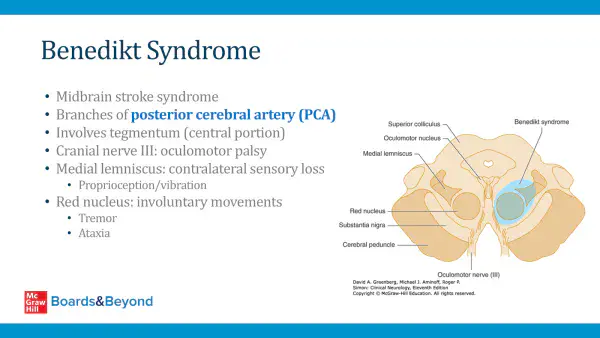 Benedikt Syndrome
• Midbrain stroke syndrome
• Branches of posterior cerebral artery (PCA)
• Involves tegmentum (central portion)
• Cranial nerve III: oculomotor palsy
• Medial lemniscus: contralateral sensory loss
• Proprioception/vibration
• Red nucleus: involuntary movements
• Tremor
• Ataxia
Superior colliculus
Benedikt syndrome
Oculomotor nucleus
Medial lemniscus
Red nucleus
Substantia nigra
Cerebral peduncle
Oculomotor nerve (III)
David A. Greenberg, Michael J. Aminoff, Roger P.
Simon: Clinical Neurology, Eleventh Edition
Copyright © McGraw-Hill Education. All rights reserved.
Mc
Graw
Hill
Boards&Beyond